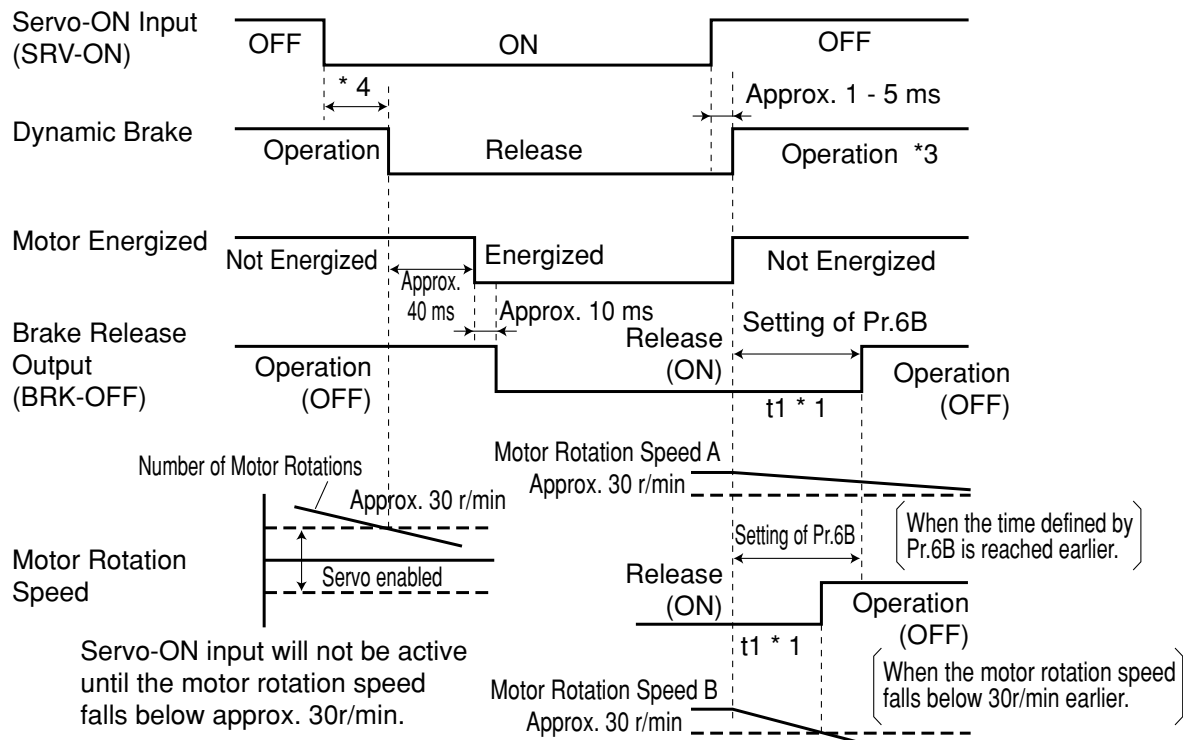 Servo-ON Input
(SRV-ON)
OFF
ON
OFF
* 4
Approx. 1 - 5 ms
Dynamic Brake
Operation
Release
Operation *3
Motor Energized
Not Energized
Energized
Not Energized
Approx.
40 ms
Approx. 10 ms
Setting of Pr.6B
Brake Release
Output
(BRK-OFF)
Operation
(OFF)
Release
(ON)
t1 * 1
Operation
(OFF)
Motor Rotation Speed A
Approx. 30 r/min
When the time defined by
Pr.6B is reached earlier.
Number of Motor Rotations
Approx. 30 r/min
Motor Rotation
Speed
Servo enabled
Servo-ON input will not be active
until the motor rotation speed
falls below approx. 30r/min.
Setting of Pr.6B
Release
(ON)
t1 * 1
Operation
(OFF)
When the motor rotation speed
falls below 30r/min earlier.
Motor Rotation Speed B
Approx. 30 r/min